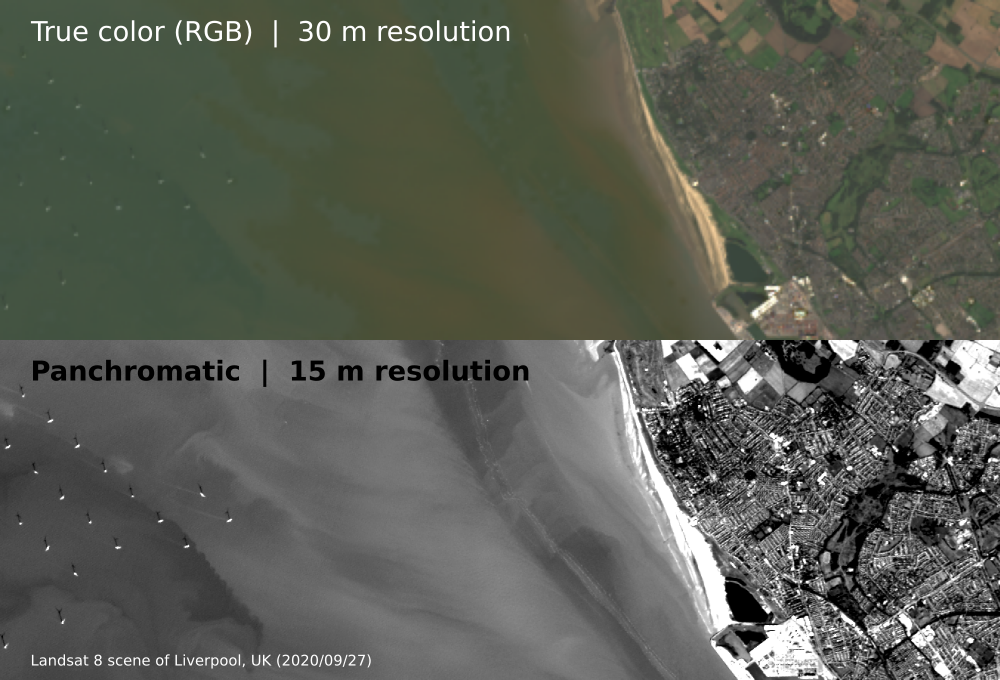 True color (RGB)  |  30 m resolution
Panchromatic  |  15 m resolution
Landsat 8 scene of Liverpool, UK (2020/09/27)